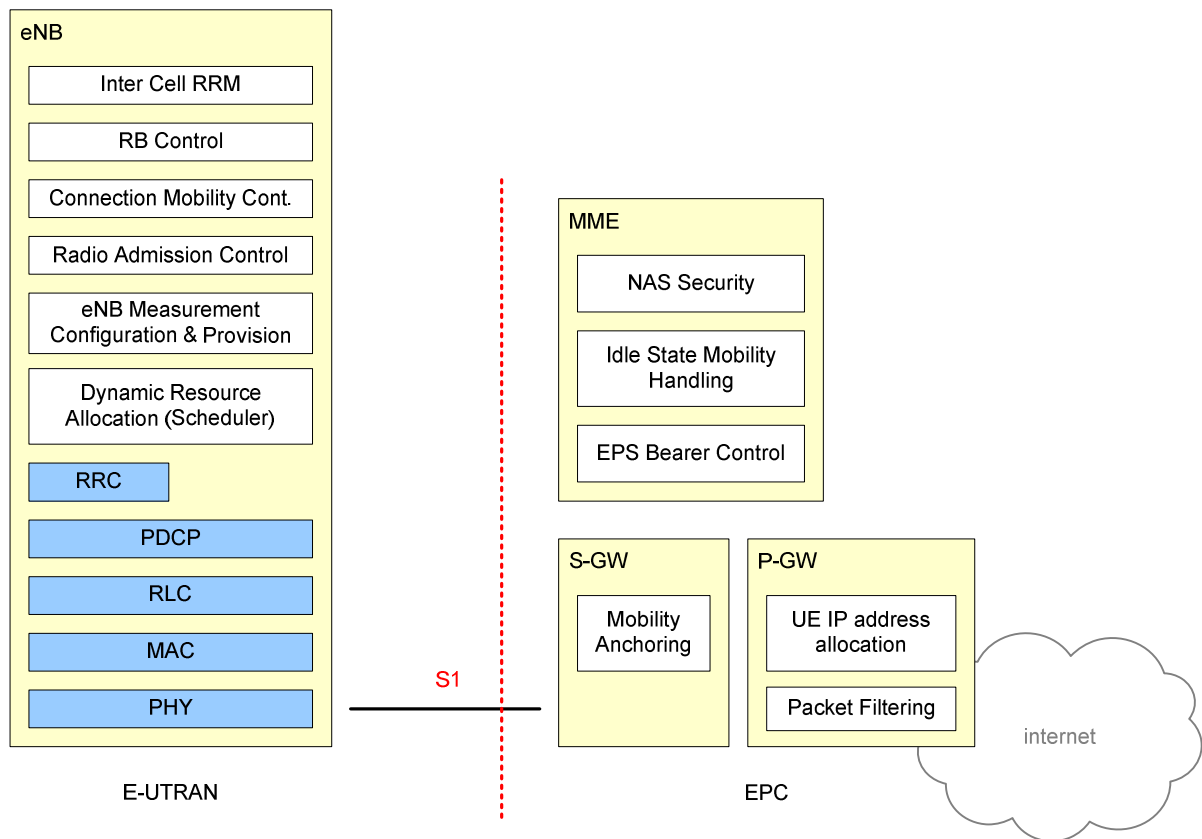 eNB
Inter Cell RRM
RB Control
Connection Mobility Cont.
Radio Admission Control
eNB Measurement
Configuration & Provision
Dynamic Resource
Allocation (Scheduler)
RRC
PDCP
RLC
MAC
PHY
S1
MME
NAS Security
Idle State Mobility
Handling
EPS Bearer Control
S-GW
Mobility
Anchoring
P-GW
UE IP address
allocation
Packet Filtering
internet
E-UTRAN
EPC